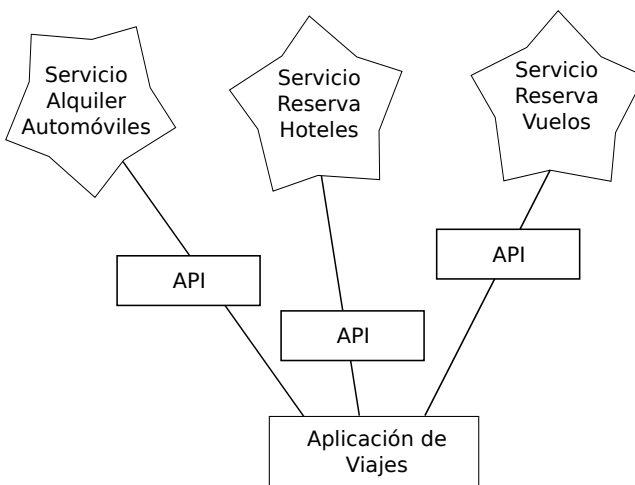 Servicio
Alquiler
Automóviles
Servicio
Reserva
Hoteles
Servicio
Reserva
Vuelos
API
API
API
Aplicación de
Viajes